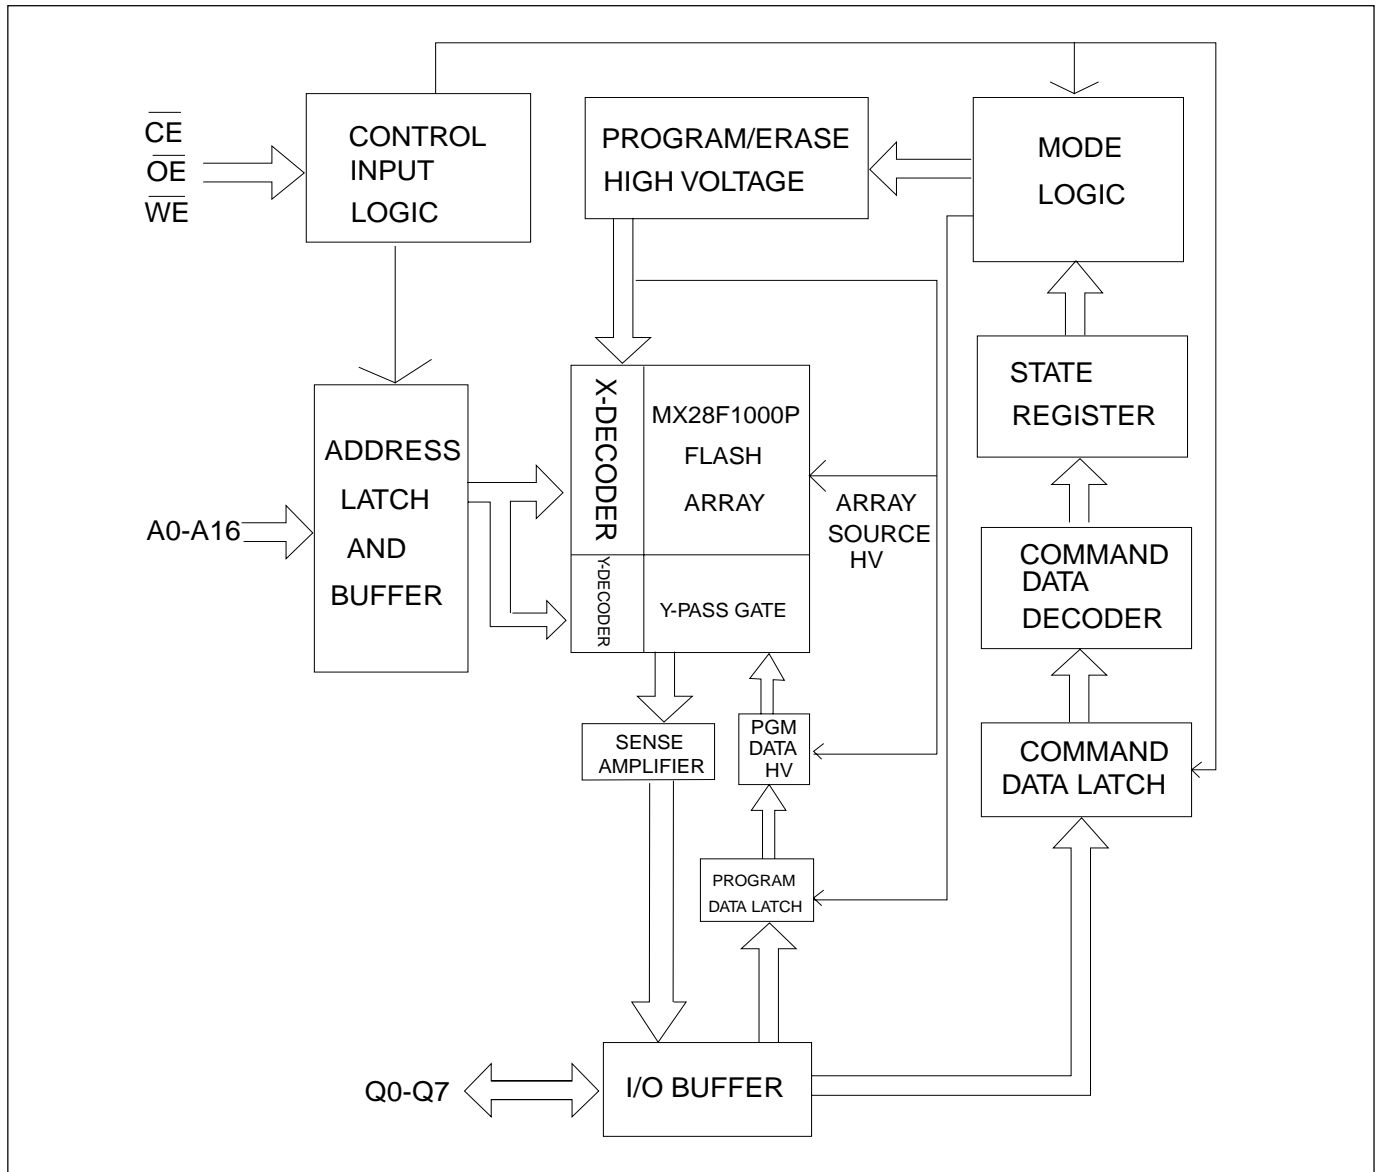 CE
OE
WE
CONTROL
INPUT
LOGIC
PROGRAM/ERASE
HIGH VOLTAGE
MODE
LOGIC
STATE
REGISTER
X-DECODER
MX28F1000P
FLASH
ARRAY
ADDRESS
LATCH
AND
BUFFER
A0-A16
ARRAY
SOURCE
HV
Y-DECODER
Y-PASS GATE
COMMAND
DATA
DECODER
SENSE
AMPLIFIER
PGM
DATA
HV
COMMAND
DATA LATCH
PROGRAM
DATA LATCH
Q0-Q7
I/O BUFFER